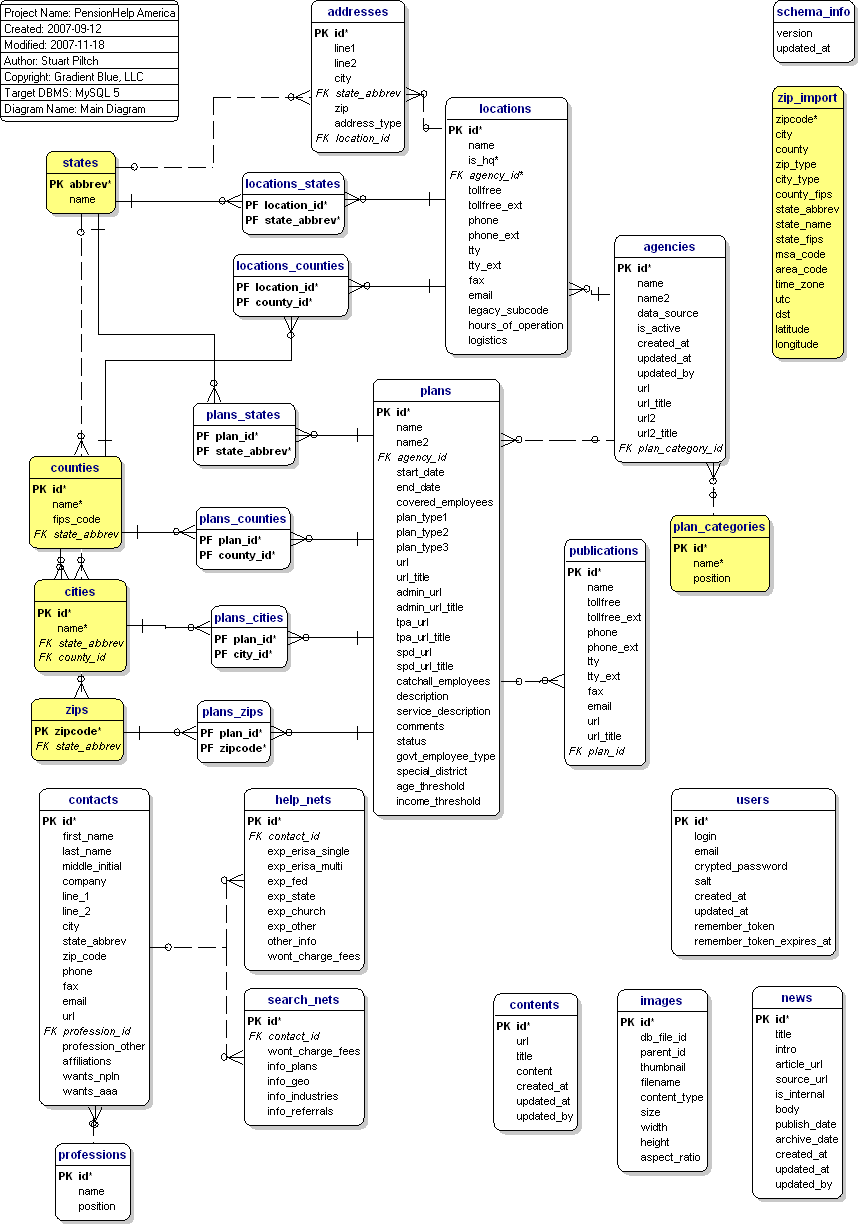 Project Name: PensionHelp America
Created: 2007-09-12
Modified: 2007-11-18
Author: Stuart Piltch
Copyright: Gradient Blue, LLC
Target DBMS: MySQL 5
Diagram Name: Main Diagram
addresses
PK id*
line1
line2
city
FK state_abbrev
zip
address_type
FK location_id
schema_info
version
updated_at
zip_import
zipcode*
city
county
zip_type
city_type
county_fips
state_abbrev
state_name
state_fips
msa_code
area_code
time_zone
utc
dst
latitude
longitude
locations
PK id*
name
is_hq*
FK agency_id*
tollfree
tollfree_ext
phone
phone_ext
tty
tty_ext
fax
email
legacy_subcode
hours_of_operation
logistics
states
PK abbrev*
name
locations_states
PF location_id*
PF state_abbrev*
locations_counties
PF location_id*
PF county_id*
agencies
PK id*
name
name2
data_source
is_active
created_at
updated_at
updated_by
url
url_title
url2
url2_title
FK plan_category_id
plans
PK id*
name
name2
FK agency_id
start_date
end_date
covered_employees
plan_type1
plan_type2
plan_type3
url
url_title
admin_url
admin_url_title
tpa_url
tpa_url_title
spd_url
spd_url_title
catchall_employees
description
service_description
comments
status
govt_employee_type
special_district
age_threshold
income_threshold
plans_states
PF plan_id*
PF state_abbrev*
counties
PK id*
name*
fips_code
FK state_abbrev
plans_counties
PF plan_id*
PF county_id*
plan_categories
PK id*
name*
position
publications
PK id*
name
tollfree
tollfree_ext
phone
phone_ext
tty
tty_ext
fax
email
url
url_title
FK plan_id
cities
PK id*
name*
FK state_abbrev
FK county_id
plans_cities
PF plan_id*
PF city_id*
zips
PK zipcode*
FK state_abbrev
plans_zips
PF plan_id*
PF zipcode*
contacts
PK id*
first_name
last_name
middle_initial
company
line_1
line_2
city
state_abbrev
zip_code
phone
fax
email
url
FK profession_id
profession_other
affiliations
wants_npln
wants_aaa
help_nets
PK id*
FK contact_id
exp_erisa_single
exp_erisa_multi
exp_fed
exp_state
exp_church
exp_other
other_info
wont_charge_fees
users
PK id*
login
email
crypted_password
salt
created_at
updated_at
remember_token
remember_token_expires_at
search_nets
PK id*
FK contact_id
wont_charge_fees
info_plans
info_geo
info_industries
info_referrals
contents
PK id*
url
title
content
created_at
updated_at
updated_by
images
PK id*
db_file_id
parent_id
thumbnail
filename
content_type
size
width
height
aspect_ratio
news
PK id*
title
intro
article_url
source_url
is_internal
body
publish_date
archive_date
created_at
updated_at
updated_by
professions
PK id*
name
position